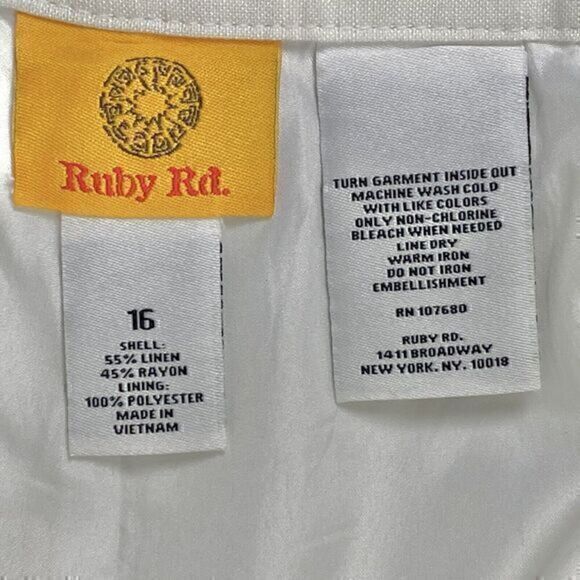 Ruby Rd.
16
SHELL:
55% LINEN
45% RAYON
LINING:
100% POLYESTER
MADE IN
VIETNAM
TURN GARMENT INSIDE OUT
MACHINE WASH COLD
WITH LIKE COLORS
ONLY NON-CHLORINE
BLEACH WHEN NEEDED
LINE DRY
WARM IRON
DO NOT IRON
EMBELLISHMENT
RN 107680
RUBY RD.
1411 BROADWAY
NEW YORK. NY. 10018